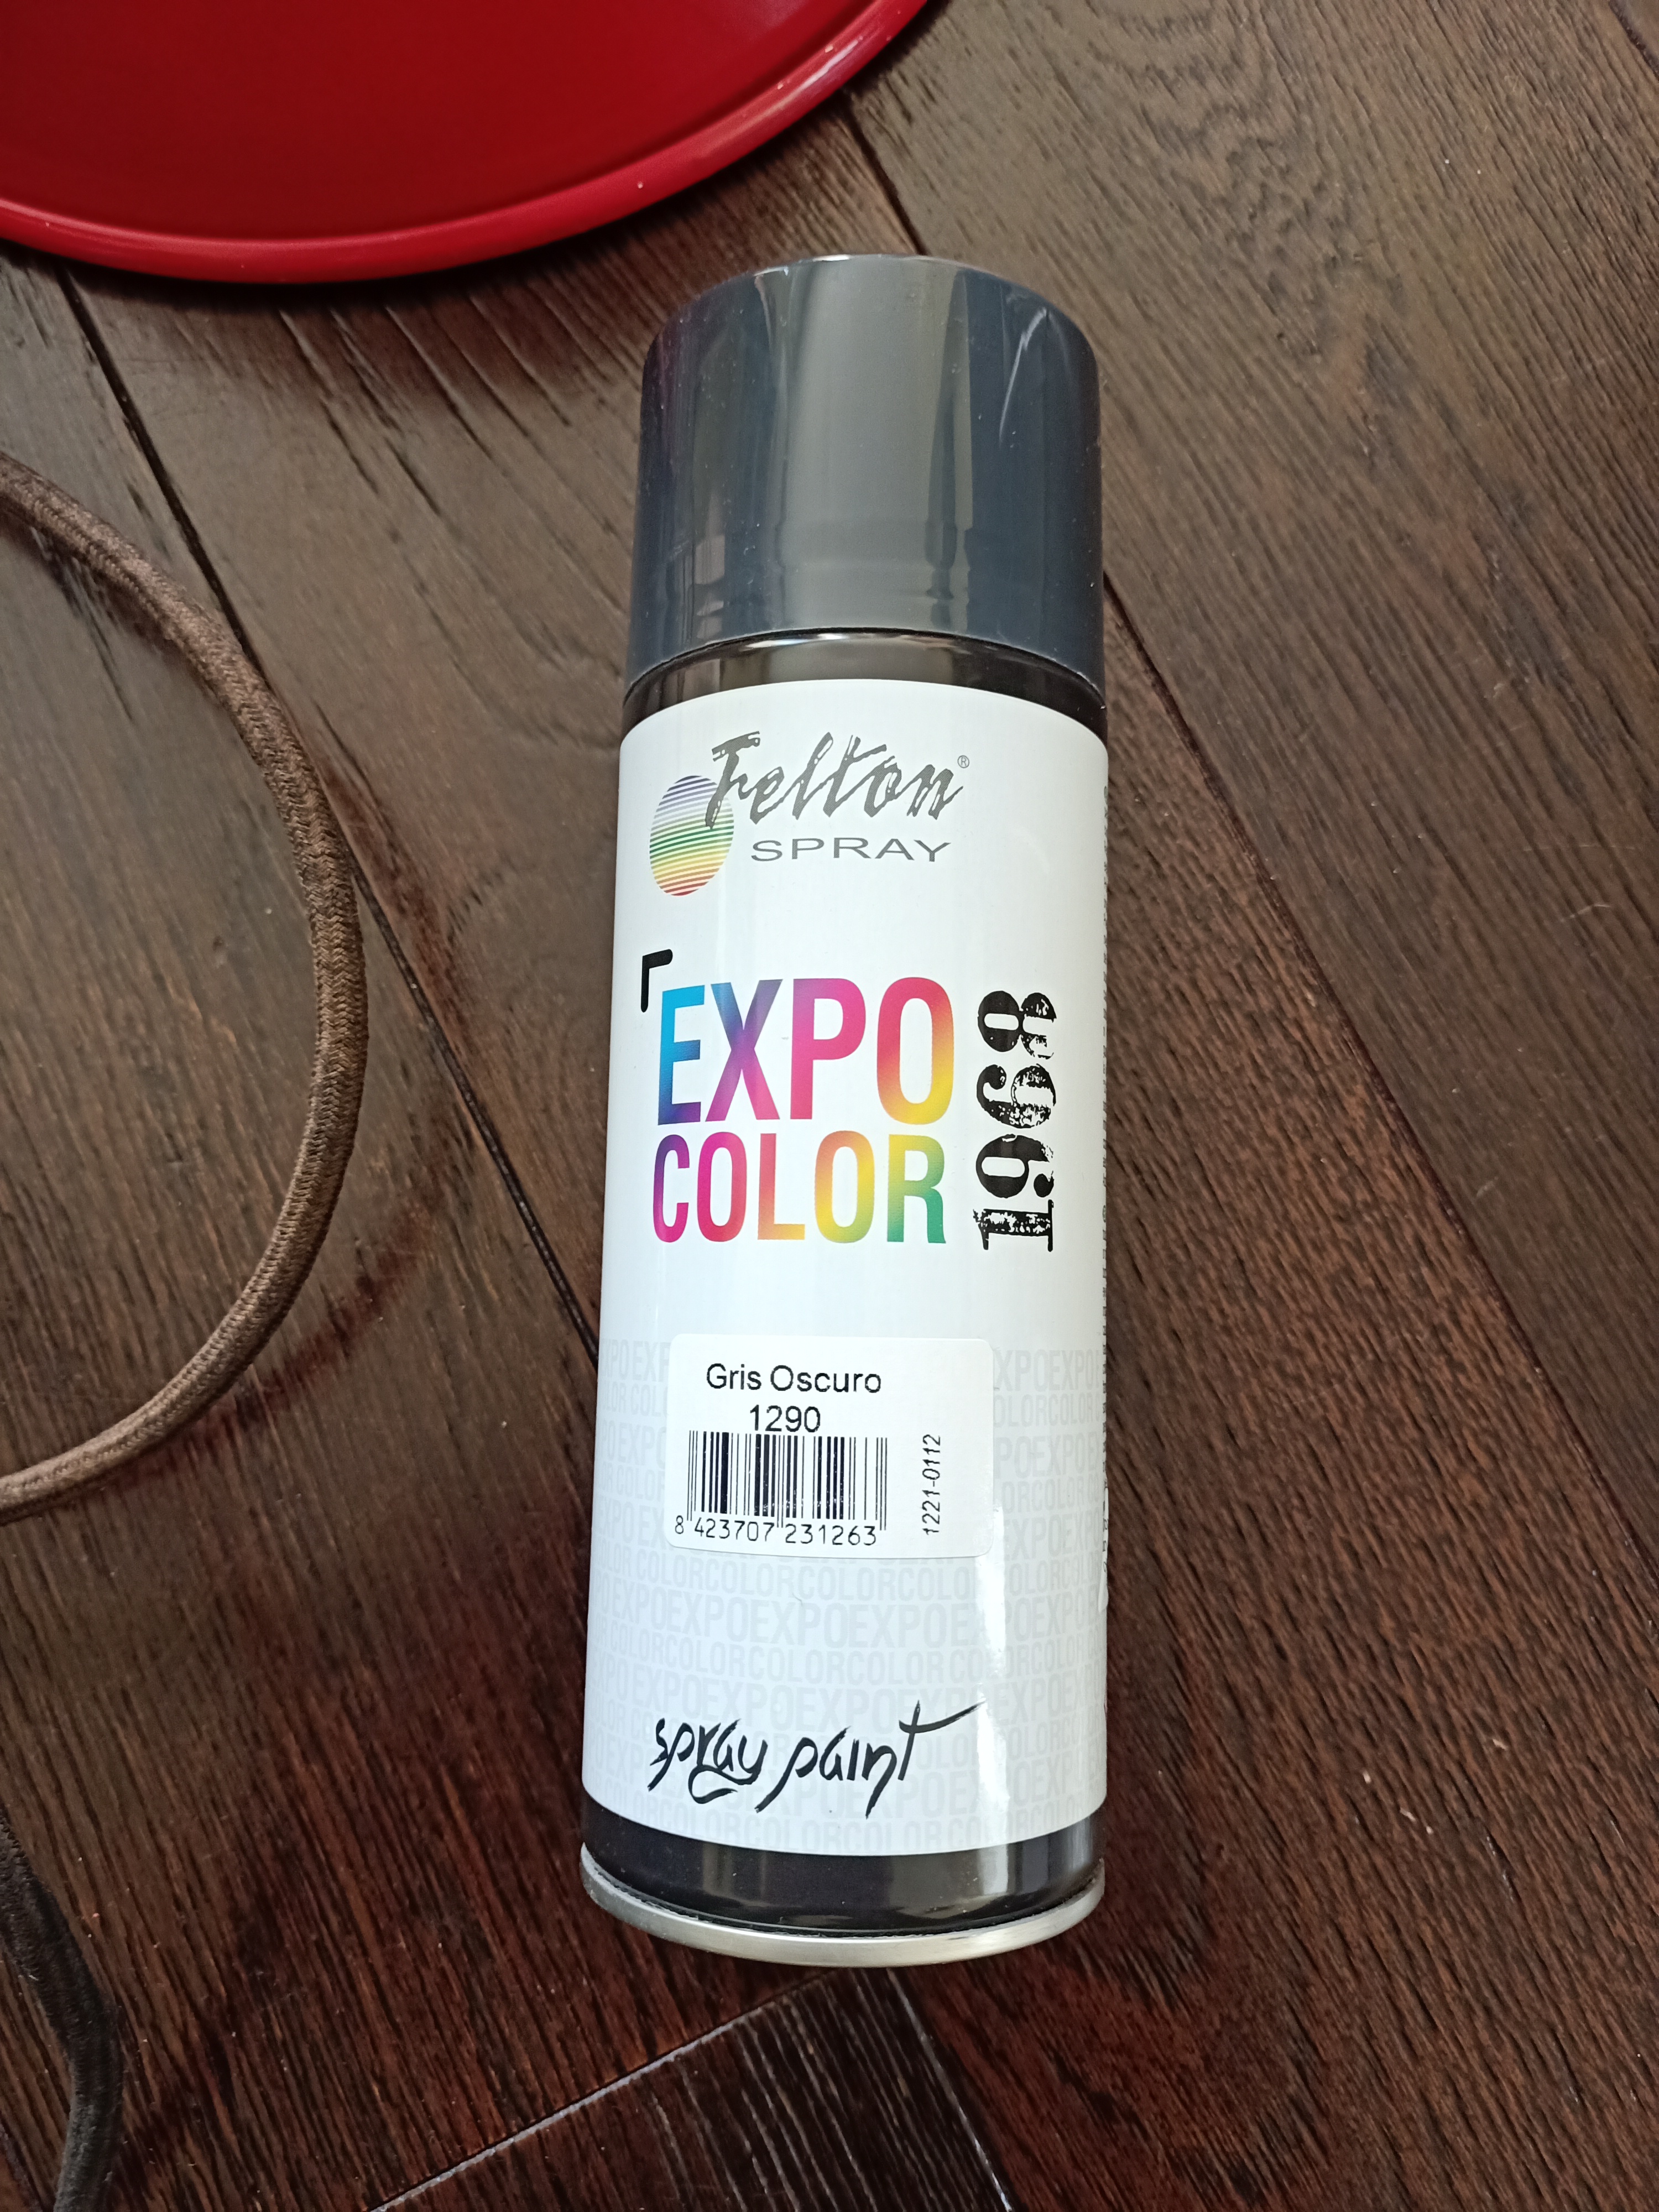 Felton®
SPRAY
EXPO
COLOR
1968
Gris Oscuro
1290
1221-0112
8 423707 231263
spray paint